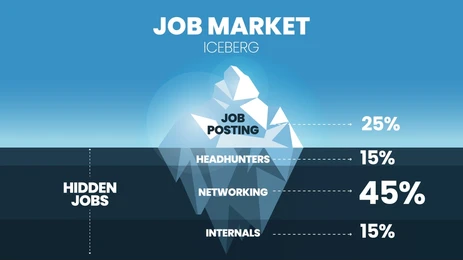 JOB MARKET
ICEBERG
JOB
POSTING
25%
HEADHUNTERS
15%
HIDDEN
JOBS
NETWORKING
45%
INTERNALS
15%